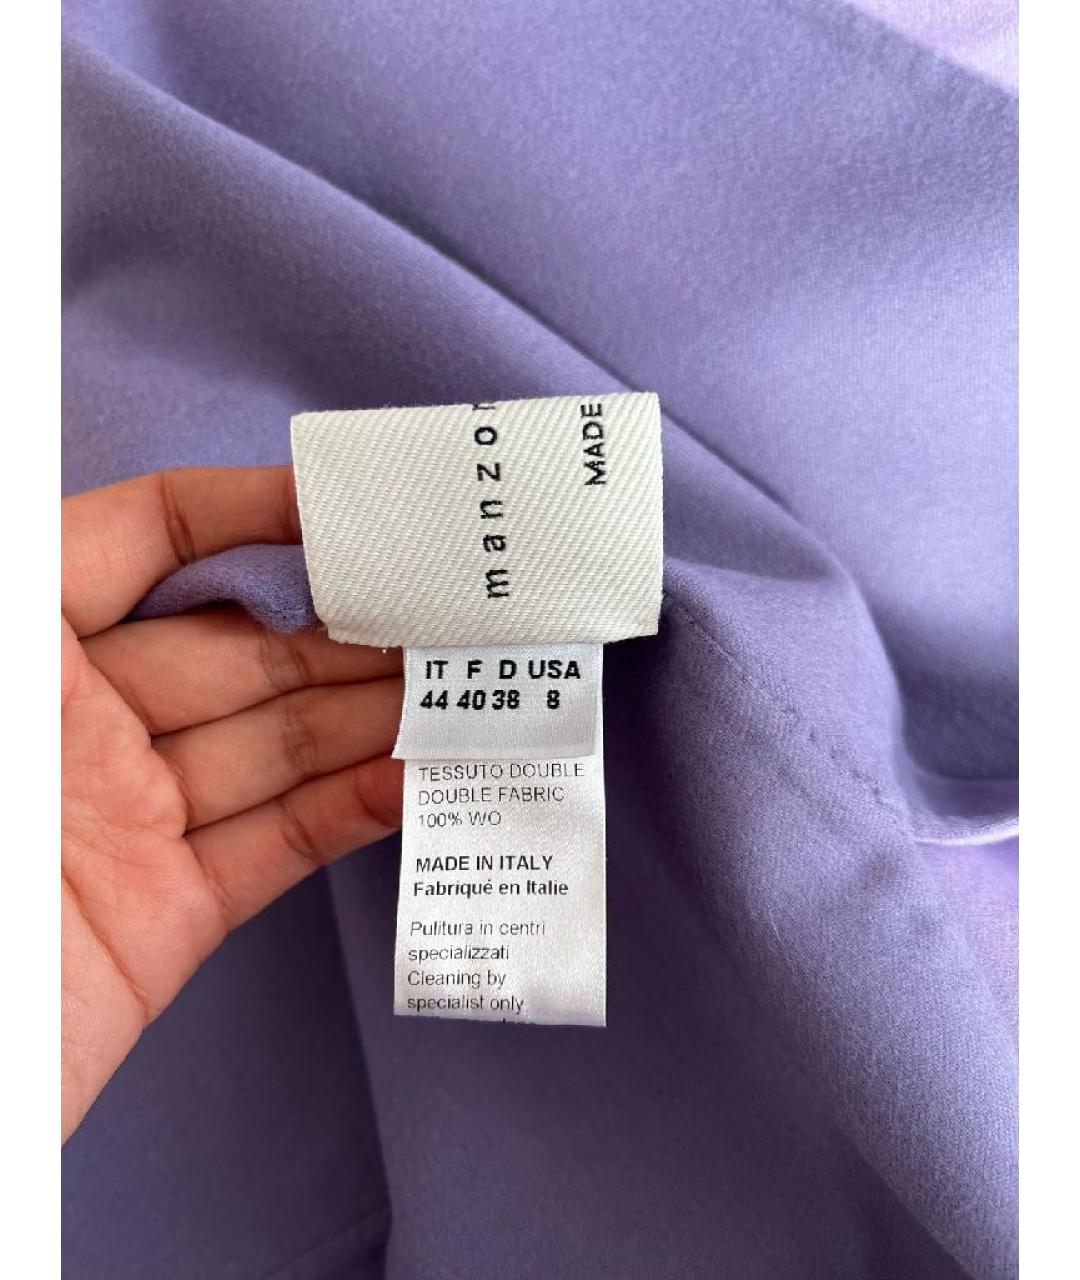 manzo
MADE
IT F D USA
44 40 38 8
TESSUTO DOUBLE
DOUBLE FABRIC
100% WO
MADE IN ITALY
Fabriqué en Italie
Pulitura in centri
specializzati
Cleaning by
specialist only